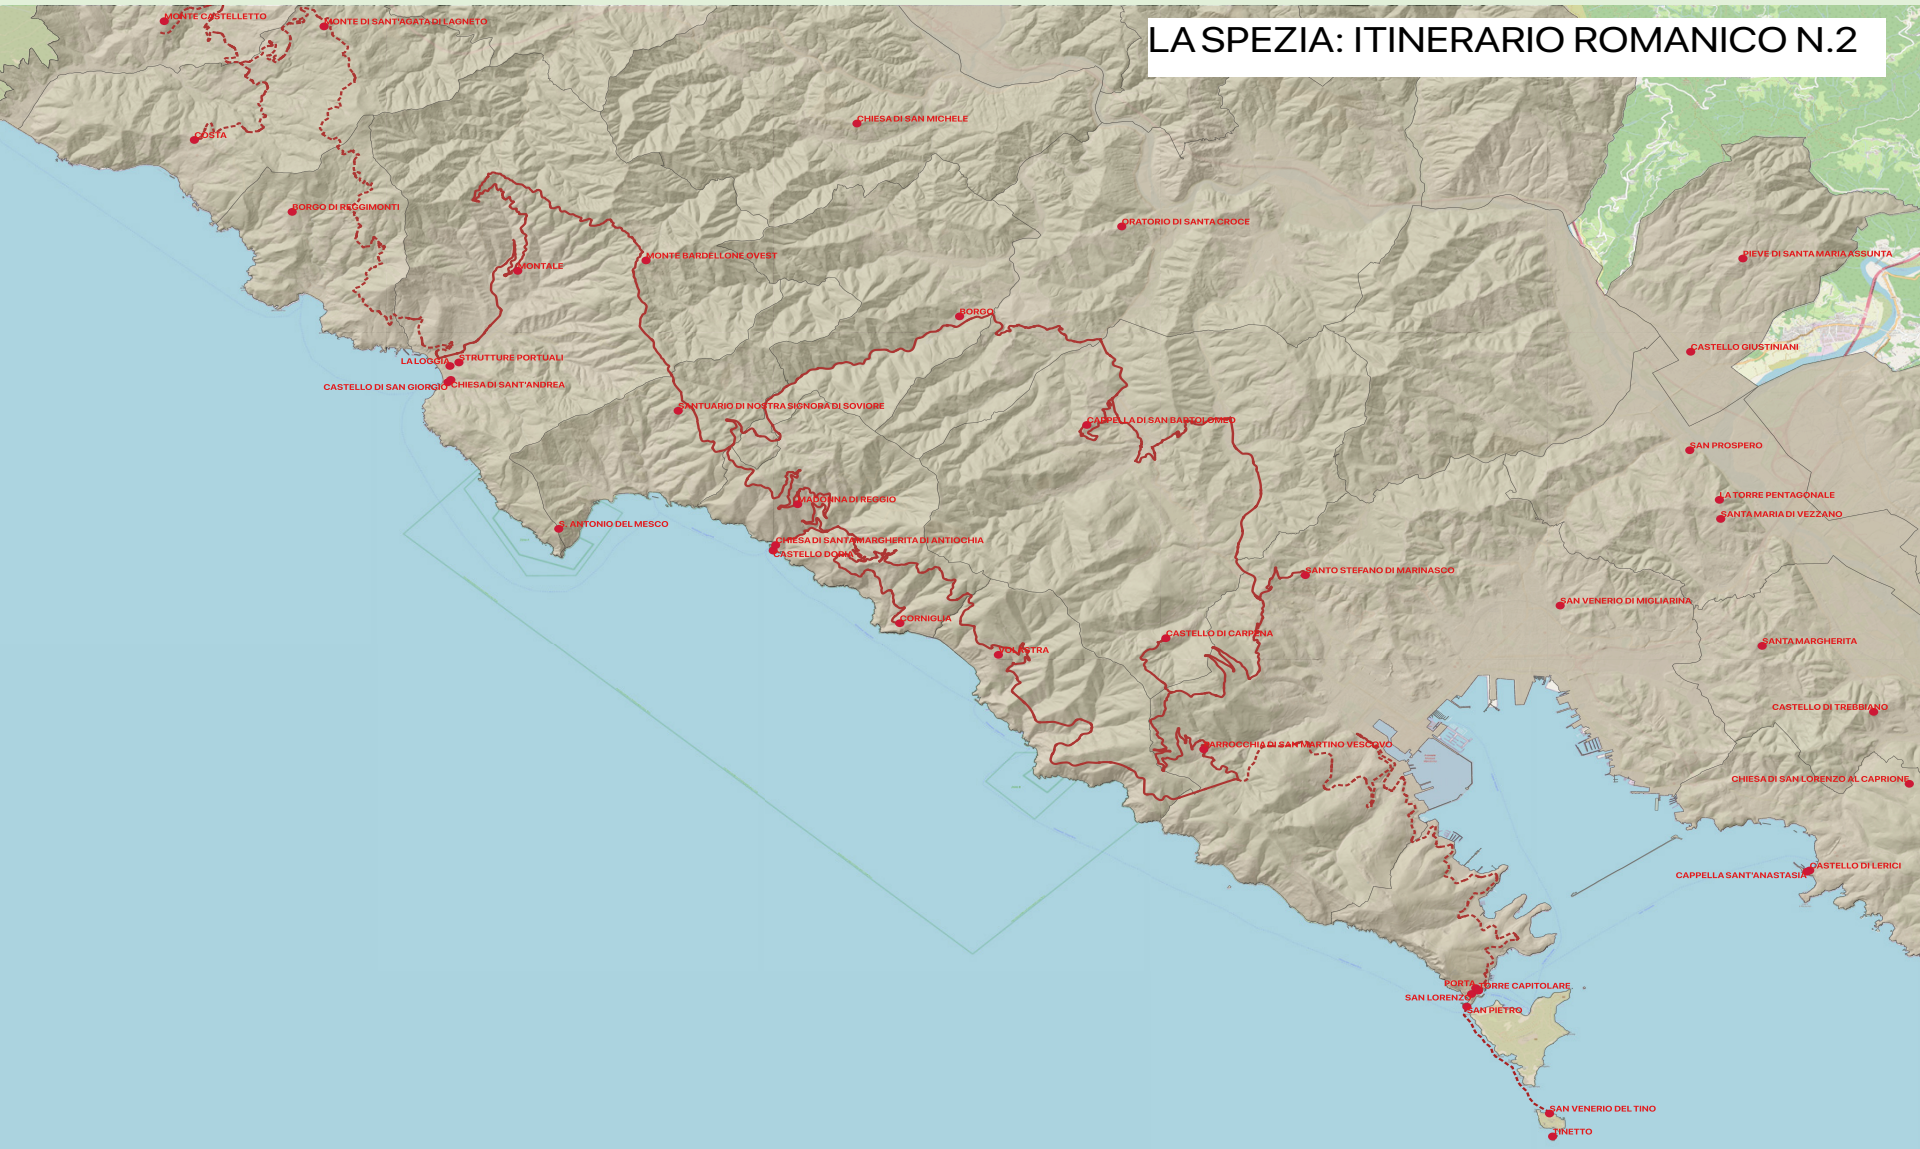 MONTE CASTELLETTO
MONTE DI SANT'AGATA DI LAGNETO
LA SPEZIA: ITINERARIO ROMANICO N.2
CHIESA DI SAN MICHELE
COSTA
BORGO DI REGGIMONTI
ORATORIO DI SANTA CROCE
MONTE BARDELLONE OVEST
PIEVE DI SANTA MARIA ASSUNTA
MONTALE
BORGO
CASTELLO GIUSTINIANI
LA LOGGIA
STRUTTURE PORTUALI
CASTELLO DI SAN GIORGIO
CHIESA DI SANT'ANDREA
SANTUARIO DI NOSTRA SIGNORA DI SOVIORE
CAPPELLA DI SAN BARTOLOMEO
SAN PROSPERO
MADONNA DI REGGIO
LA TORRE PENTAGONALE
SANTA MARIA DI VEZZANO
S. ANTONIO DEL MESCO
CHIESA DI SANTA MARGHERITA DI ANTIOCHIA
CASTELLO DORIA
SANTO STEFANO DI MARINASCO
SAN VENERIO DI MIGLIARINA
CORNIGLIA
CASTELLO DI CARPENA
SANTA MARGHERITA
VOLASTRA
CASTELLO DI TREBBIANO
PARROCCHIA DI SAN MARTINO VESCOVO
CHIESA DI SAN LORENZO AL CAPRIONE
CASTELLO DI LERICI
CAPPELLA SANT'ANASTASIA
PORTA
TORRE CAPITOLARE
SAN LORENZO
SAN PIETRO
SAN VENERIO DEL TINO
TINETTO